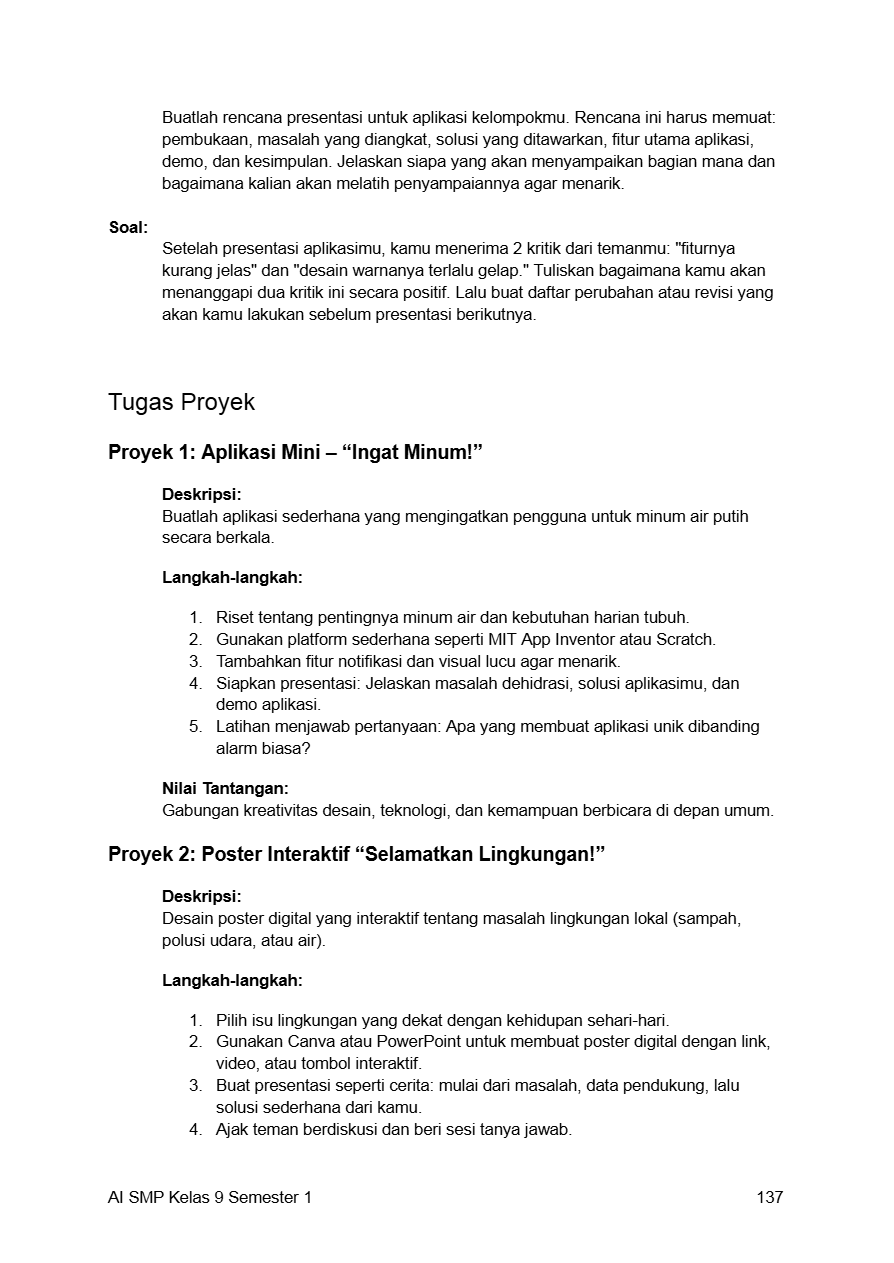 Buatlah rencana presentasi untuk aplikasi kelompokmu. Rencana ini harus memuat:
pembukaan, masalah yang diangkat, solusi yang ditawarkan, fitur utama aplikasi,
demo, dan kesimpulan. Jelaskan siapa yang akan menyampaikan bagian mana dan
bagaimana kalian akan melatih penyampaiannya agar menarik.
Soal:
Setelah presentasi aplikasimu, kamu menerima 2 kritik dari temanmu: "fiturnya
kurang jelas" dan "desain warnanya terlalu gelap." Tuliskan bagaimana kamu akan
menanggapi dua kritik ini secara positif. Lalu buat daftar perubahan atau revisi yang
akan kamu lakukan sebelum presentasi berikutnya.
Tugas Proyek
Proyek 1: Aplikasi Mini – “Ingat Minum!”
Deskripsi:
Buatlah aplikasi sederhana yang mengingatkan pengguna untuk minum air putih
secara berkala.
Langkah-langkah:
1. Riset tentang pentingnya minum air dan kebutuhan harian tubuh.
2. Gunakan platform sederhana seperti MIT App Inventor atau Scratch.
3. Tambahkan fitur notifikasi dan visual lucu agar menarik.
4. Siapkan presentasi: Jelaskan masalah dehidrasi, solusi aplikasimu, dan
demo aplikasi.
5. Latihan menjawab pertanyaan: Apa yang membuat aplikasi unik dibanding
alarm biasa?
Nilai Tantangan:
Gabungan kreativitas desain, teknologi, dan kemampuan berbicara di depan umum.
Proyek 2: Poster Interaktif “Selamatkan Lingkungan!”
Deskripsi:
Desain poster digital yang interaktif tentang masalah lingkungan lokal (sampah,
polusi udara, atau air).
Langkah-langkah:
1. Pilih isu lingkungan yang dekat dengan kehidupan sehari-hari.
2. Gunakan Canva atau PowerPoint untuk membuat poster digital dengan link,
video, atau tombol interaktif.
3. Buat presentasi seperti cerita: mulai dari masalah, data pendukung, lalu
solusi sederhana dari kamu.
4. Ajak teman berdiskusi dan beri sesi tanya jawab.
AI SMP Kelas 9 Semester 1 137